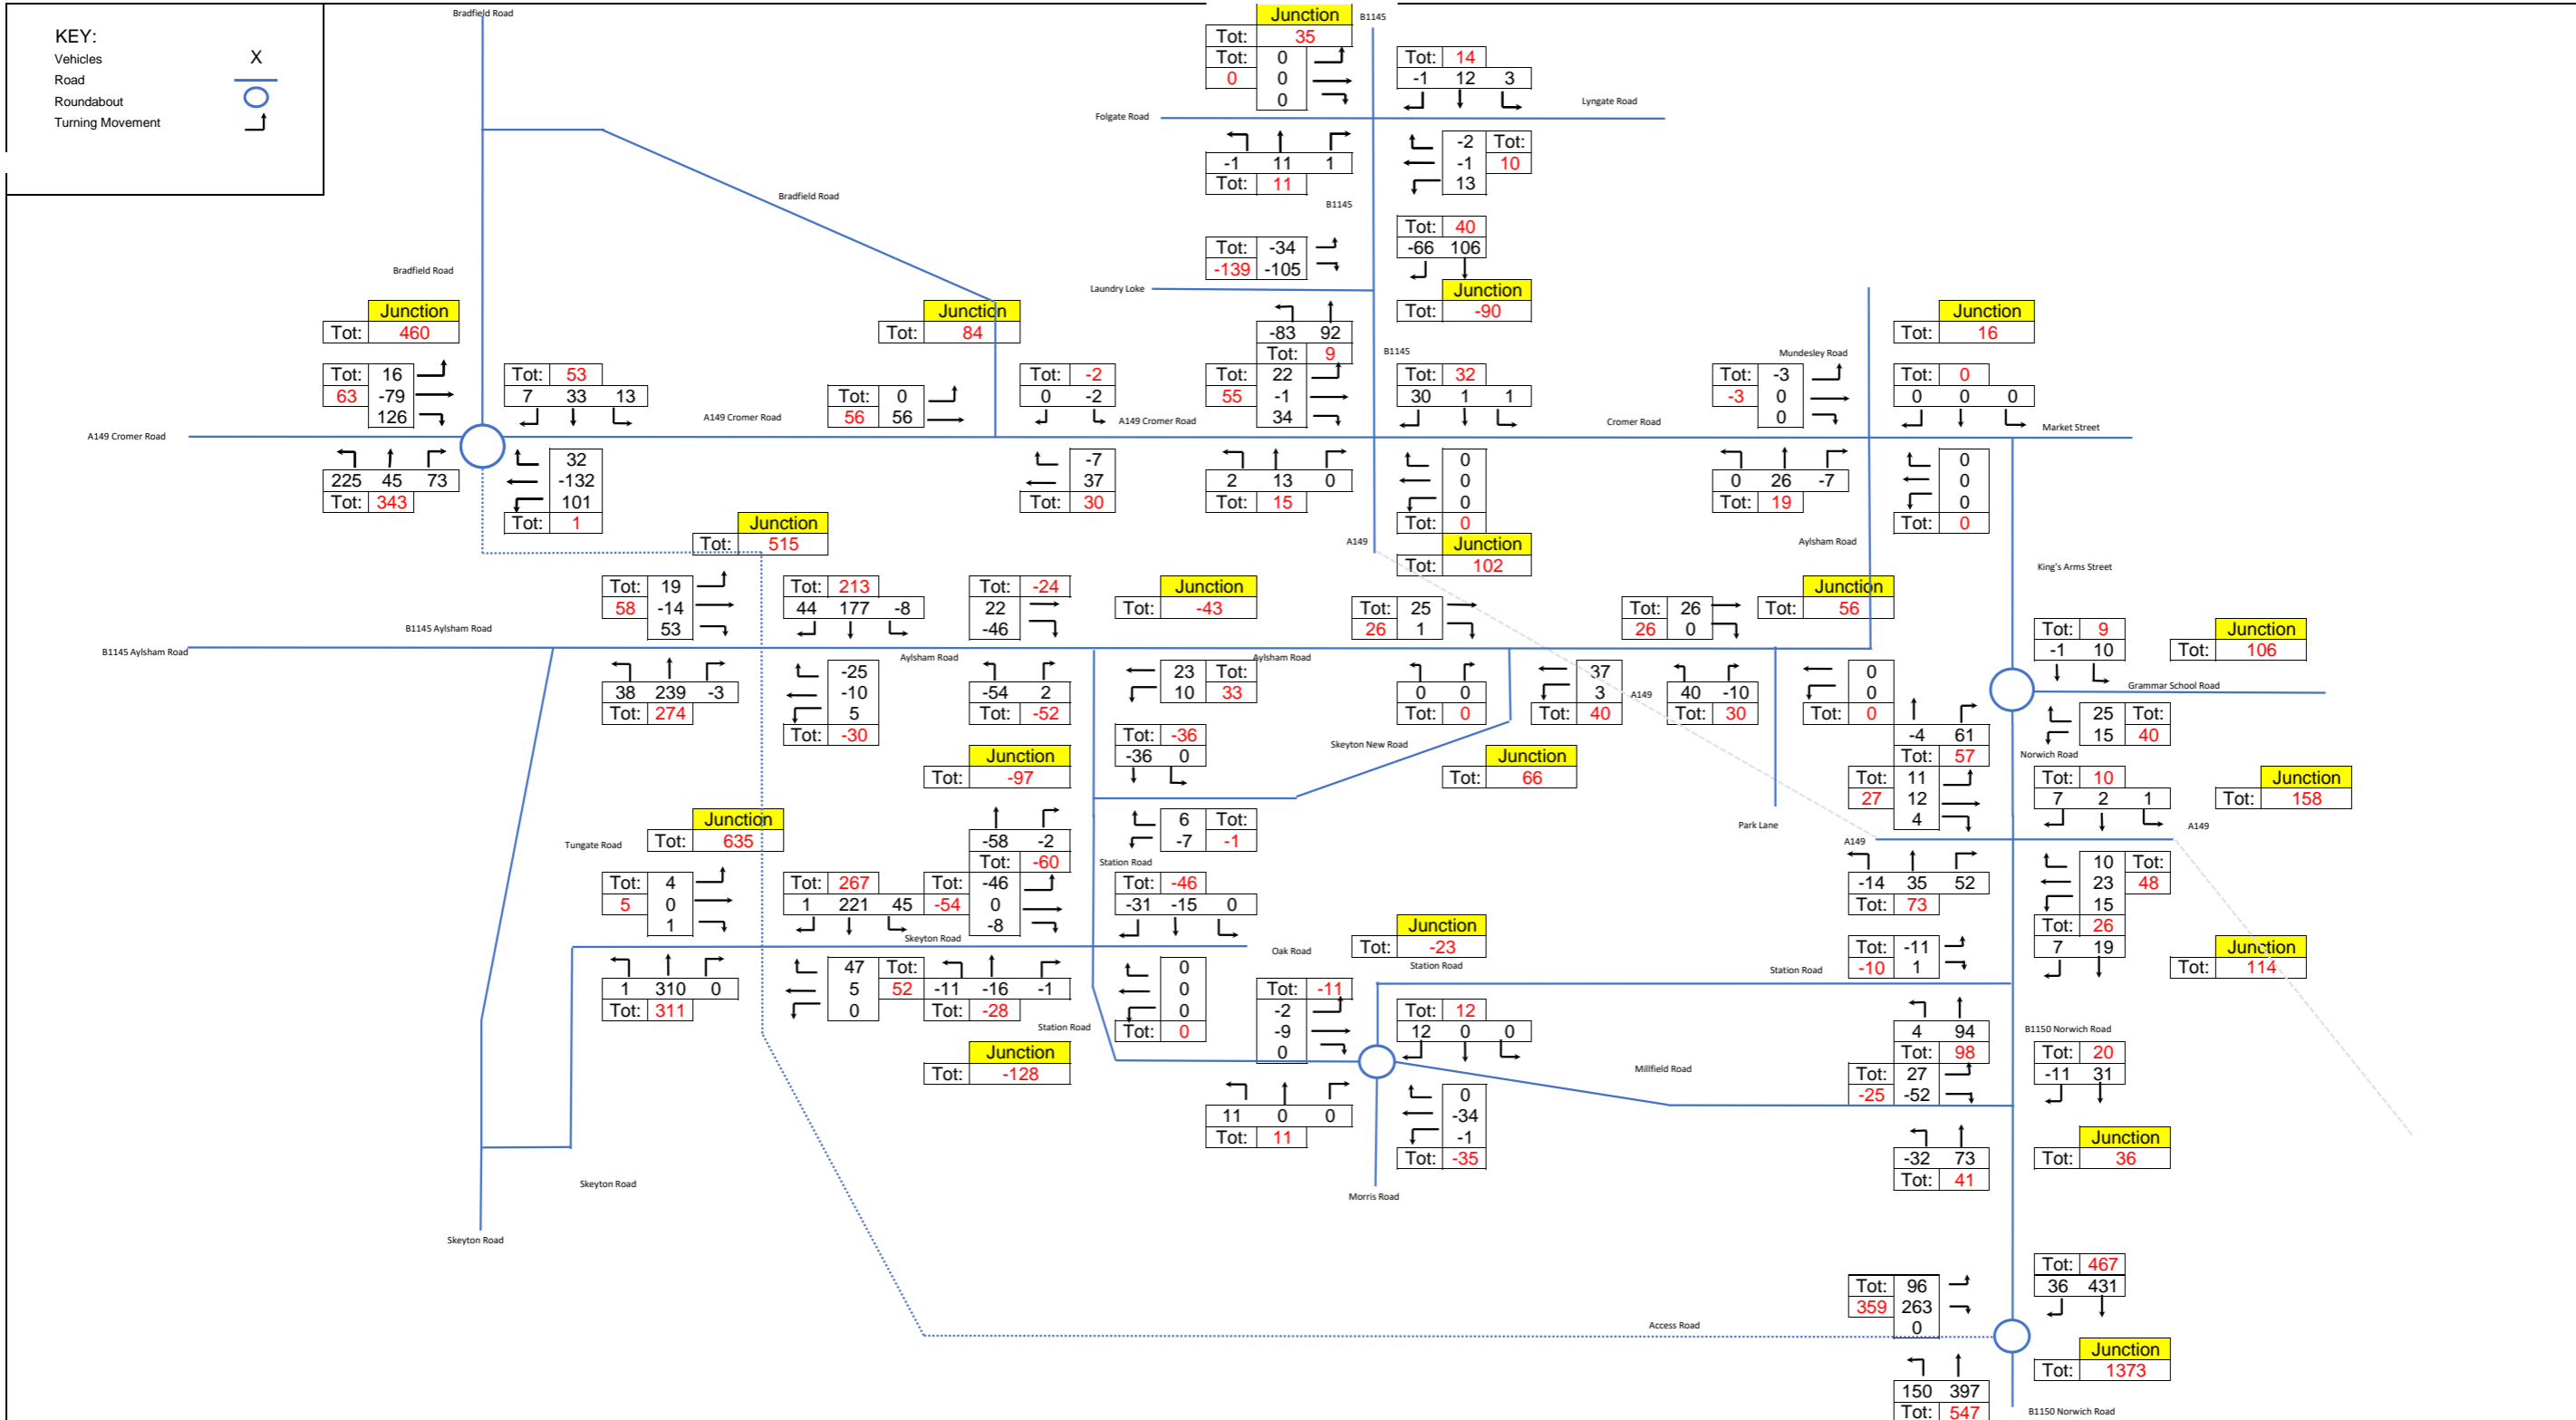 KEY:
Vehicles X
Road
Roundabout
Turning Movement
Bradfield Road
Junction
Tot: 35
B1145
Tot: 0
0 0
0
Tot: 14
-1 12 3
Lyngate Road
Folgate Road
-1 11 1
Tot: 11
-2 Tot:
-1 10
13
Bradfield Road
B1145
Tot: -34
-139 -105
Tot: 40
-66 106
Bradfield Road
Laundry Loke
Junction
Tot: -90
Junction
Tot: 460
Junction
Tot: 84
-83 92
Tot: 9
B1145
Junction
Tot: 16
Mundesley Road
Tot: 16
63 -79
126
Tot: 53
7 33 13
A149 Cromer Road
Tot: 0
56 56
Tot: -2
0 -2
A149 Cromer Road
Tot: 22
55 -1
34
Tot: 32
30 1 1
Cromer Road
Tot: -3
-3 0
0
Tot: 0
0 0 0
Market Street
A149 Cromer Road
225 45 73
Tot: 343
32
-132
101
Tot: 1
-7
37
Tot: 30
2 13 0
Tot: 15
0
0
0
Tot: 0
0 26 -7
Tot: 19
0
0
0
Tot: 0
Junction
Tot: 515
A149
Junction
Tot: 102
Aylsham Road
King's Arms Street
Tot: 19
58 -14
53
Tot: 213
44 177 -8
Tot: -24
22
-46
Junction
Tot: -43
Tot: 25
26 1
Tot: 26
26 0
Junction
Tot: 56
Tot: 9
-1 10
Junction
Tot: 106
B1145 Aylsham Road
B1145 Aylsham Road
Aylsham Road
Aylsham Road
38 239 -3
Tot: 274
-25
-10
5
Tot: -30
-54 2
Tot: -52
23 Tot:
10 33
0 0
Tot: 0
37
3
Tot: 40
A149
40 -10
Tot: 30
0
0
Tot: 0
Grammar School Road
25 Tot:
15 40
Junction
Tot: -97
Tot: -36
-36 0
Skeyton New Road
Junction
Tot: 66
-4 61
Tot: 57
Norwich Road
Tot: 11
27 12
4
Tot: 10
7 2 1
Junction
Tot: 158
Tungate Road
Junction
Tot: 635
-58 -2
Tot: -60
6 Tot:
-7 -1
Park Lane
A149
A149
Station Road
Tot: 4
5 0
1
Tot: 267
1 221 45
Tot: -46
-54 0
-8
Tot: -46
-31 -15 0
-14 35 52
Tot: 73
10 Tot:
23 48
15
Skeyton Road
Oak Road
Junction
Tot: -23
Station Road
Station Road
Tot: -11
-10 1
Tot: 26
7 19
Junction
Tot: 114
1 310 0
Tot: 311
47 Tot:
5 52
0
-11 -16 -1
Tot: -28
0
0
0
Tot: 0
Tot: -11
-2
-9
0
Tot: 12
12 0 0
4 94
Tot: 98
B1150 Norwich Road
Station Road
Junction
Tot: -128
Millfield Road
Tot: 27
-25 -52
Tot: 20
-11 31
11 0 0
Tot: 11
0
-34
-1
Tot: -35
-32 73
Tot: 41
Junction
Tot: 36
Skeyton Road
Morris Road
Skeyton Road
Tot: 96
359 263
0
Tot: 467
36 431
Access Road
Junction
Tot: 1373
150 397
Tot: 547
B1150 Norwich Road